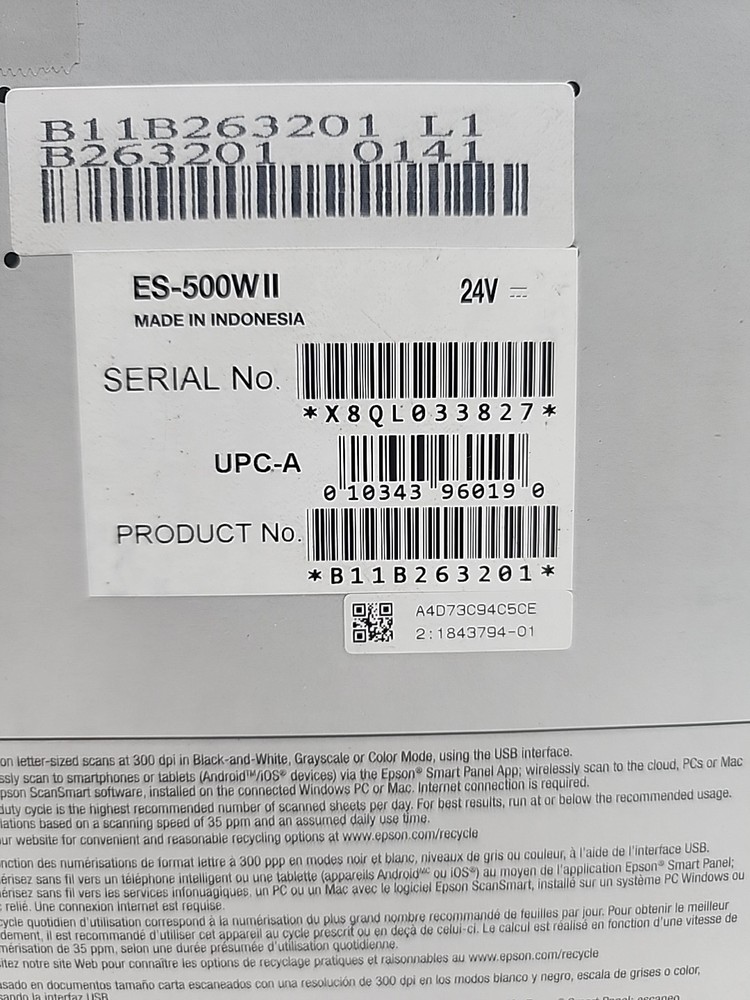 B11B263201 L1
B263201 0141
ES-500WII 24V
MADE IN INDONESIA
SERIAL No.
*X8QL033827*
UPC-A
0 10343 96019 0
PRODUCT No.
*B11B263201*
A4D73C94C5CE
2:1843794-01
on letter-sized scans at 300 dpi in Black-and-White, Grayscale or Color Mode, using the USB interface.
ssly scan to smartphones or tablets (Android™/iOS® devices) via the Epson® Smart Panel App; wirelessly scan to the cloud, PCs or Mac
pson ScanSmart software, installed on the connected Windows PC or Mac. Internet connection is required.
duty cycle is the highest recommended number of scanned sheets per day. For best results, run at or below the recommended usage.
lations based on a scanning speed of 35 ppm and an assumed daily use time.
ur website for convenient and reasonable recycling options at www.epson.com/recycle
nction des numérisations de format lettre à 300 ppp en modes noir et blanc, niveaux de gris ou couleur, à l'aide de l'interface USB.
érisez sans fil vers un téléphone intelligent ou une tablette (appareils Androidᴹᶜ ou iOS®) au moyen de l'application Epson® Smart Panel;
érisez sans fil vers les services infonuagiques, un PC ou un Mac avec le logiciel Epson ScanSmart, installé sur un système PC Windows ou
relié. Une connexion Internet est requise.
cycle quotidien d'utilisation correspond à la numérisation du plus grand nombre recommandé de feuilles par jour. Pour obtenir le meilleur
dement, il est recommandé d'utiliser cet appareil au cycle prescrit ou en deçà de celui-ci. Le calcul est réalisé en fonction d'une vitesse de
mérisation de 35 ppm, selon une durée présumée d'utilisation quotidienne.
itez notre site Web pour connaître les options de recyclage pratiques et raisonnables au www.epson.com/recycle
asado en documentos tamaño carta escaneados con una resolución de 300 dpi en los modos blanco y negro, escala de grises o color,
sando la interfaz USB